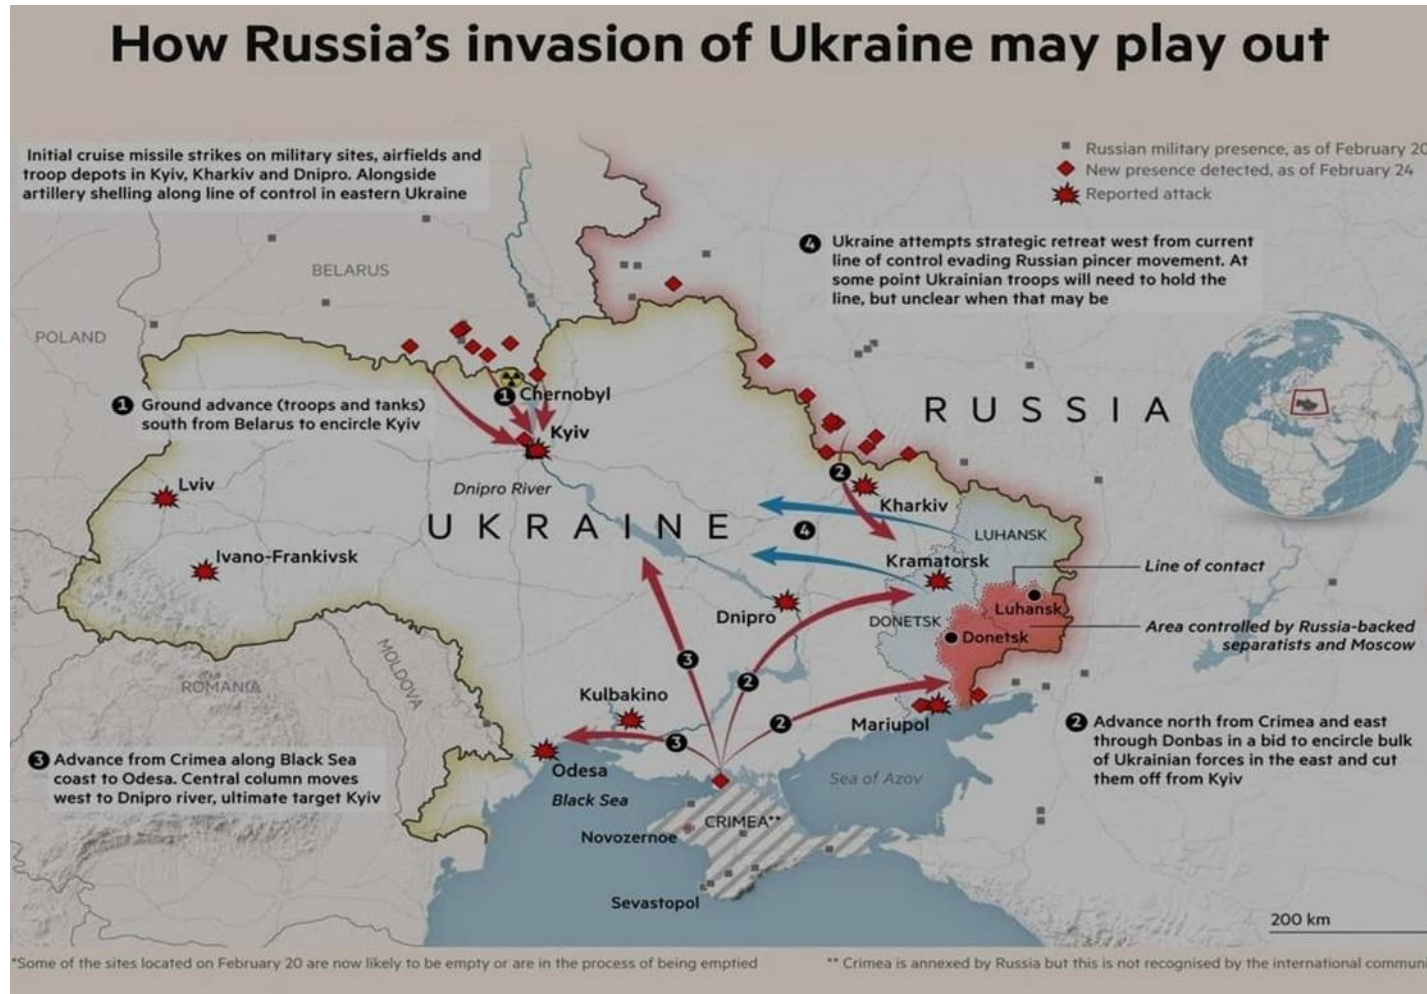 How Russia's invasion of Ukraine may play out
Initial cruise missile strikes on military sites, airfields and
troop depots in Kyiv, Kharkiv and Dnipro. Alongside
artillery shelling along line of control in eastern Ukraine
Russian military presence, as of February 20
New presence detected, as of February 24
Reported attack
4 Ukraine attempts strategic retreat west from current
line of control evading Russian pincer movement. At
some point Ukrainian troops will need to hold the
line, but unclear when that may be
BELARUS
POLAND
1 Ground advance (troops and tanks)
south from Belarus to encircle Kyiv
1 Chernobyl
Kyiv
RUSSIA
Lviv
Dnipro River
2
Kharkiv
UKRAINE
4
LUHANSK
Ivano-Frankivsk
Kramatorsk
Line of contact
Dnipro
DONETSK
Luhansk
Donetsk
Area controlled by Russia-backed
separatists and Moscow
MOLDOVA
ROMANIA
3
2
Kulbakino
2
Mariupol
3
2 Advance north from Crimea and east
through Donbas in a bid to encircle bulk
of Ukrainian forces in the east and cut
them off from Kyiv
3 Advance from Crimea along Black Sea
coast to Odesa. Central column moves
west to Dnipro river, ultimate target Kyiv
Odesa
Black Sea
Sea of Azov
CRIMEA**
Novozernoe
Sevastopol
200 km
*Some of the sites located on February 20 are now likely to be empty or are in the process of being emptied
** Crimea is annexed by Russia but this is not recognised by the international communi